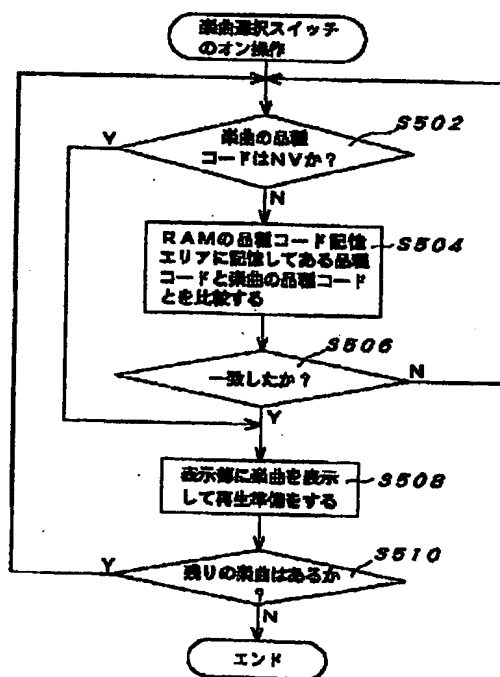 楽曲選択スイッチ
のオン操作
S502
Y
楽曲の品種
コードはNVか？
N
S504
RAMの品種コード記憶
エリアに記憶してある品種
コードと楽曲の品種コード
とを比較する
S506
一致したか？
N
Y
表示部に楽曲を表示
して再生準備をする
S508
S510
Y
残りの楽曲はあるか
?
N
エンド